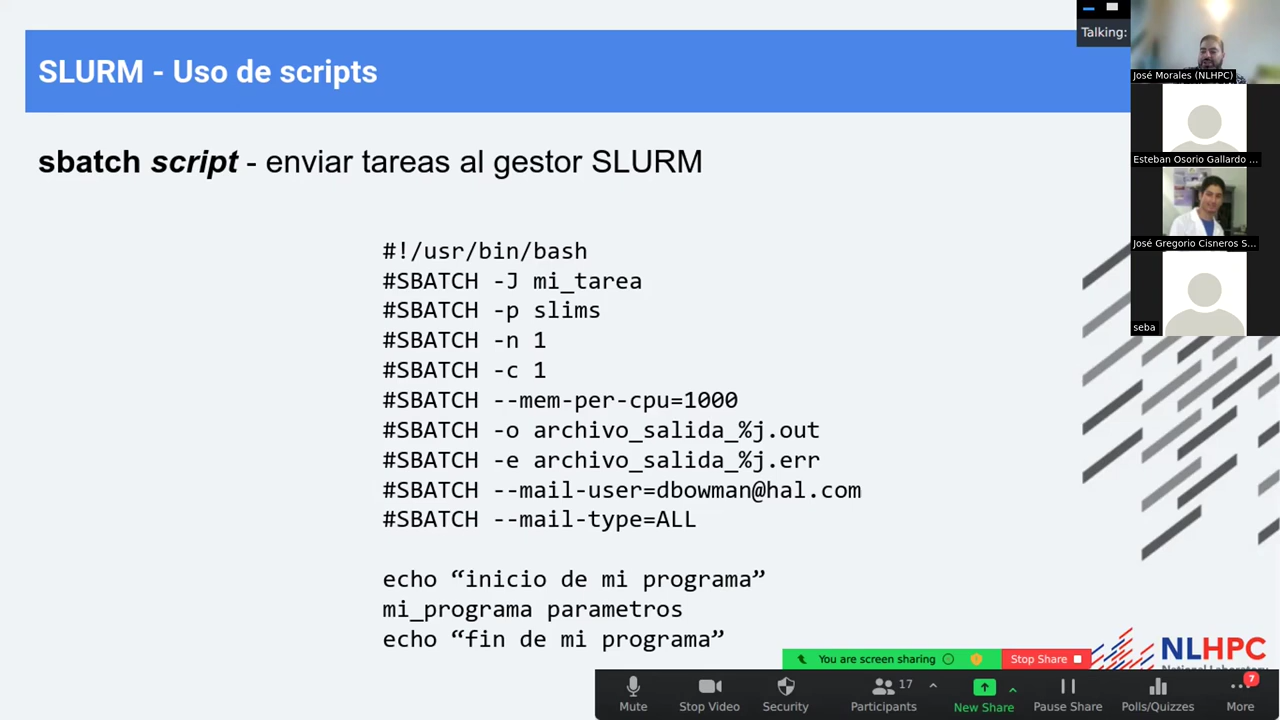 SLURM - Uso de scripts
sbatch script - enviar tareas al gestor SLURM
#!/usr/bin/bash
#SBATCH -J mi_tarea
#SBATCH -p slims
#SBATCH -n 1
#SBATCH -c 1
#SBATCH --mem-per-cpu=1000
#SBATCH -o archivo_salida_%j.out
#SBATCH -e archivo_salida_%j.err
#SBATCH --mail-user=dbowman@hal.com
#SBATCH --mail-type=ALL
echo “inicio de mi programa”
mi_programa parametros
echo “fin de mi programa”
Talking:
José Morales (NLHPC)
Esteban Osorio Gallardo ...
José Gregorio Cisneros S...
seba
NLHPC
National Laboratory
You are screen sharing
Stop Share
Mute
Stop Video
Security
17
Participants
New Share
Pause Share
Polls/Quizzes
7
More